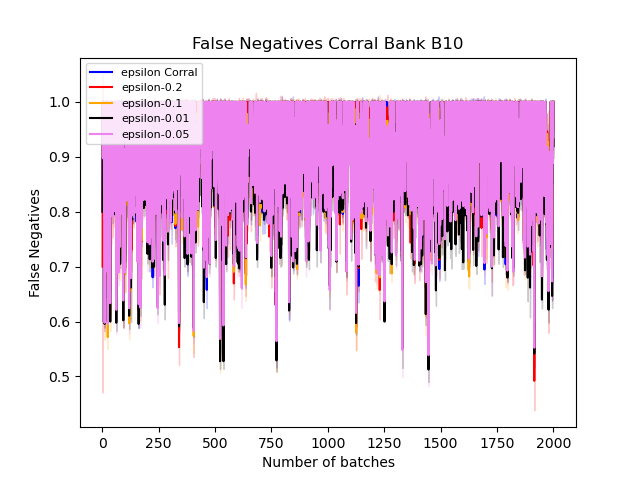 False Negatives Corral Bank B10
epsilon Corral
epsilon-0.2
epsilon-0.1
epsilon-0.01
epsilon-0.05
1.0
0.9
0.8
0.7
0.6
0.5
False Negatives
0
250
500
750
1000
1250
1500
1750
2000
Number of batches